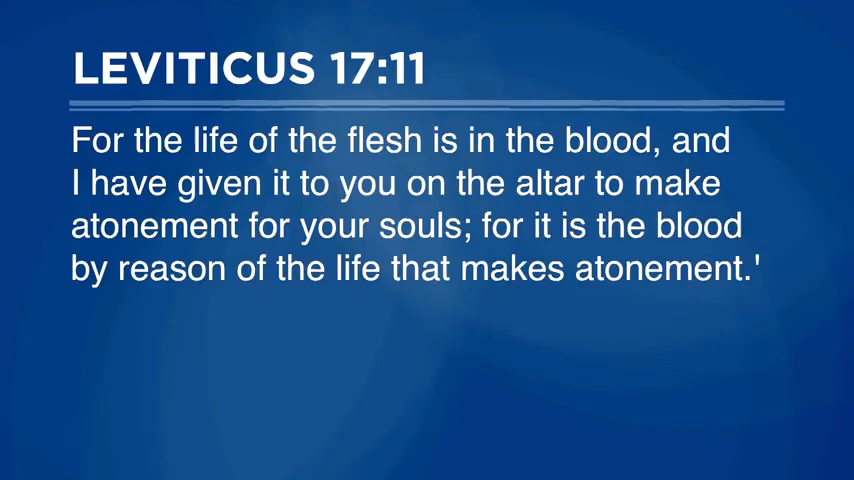 LEVITICUS 17:11
For the life of the flesh is in the blood, and
I have given it to you on the altar to make
atonement for your souls; for it is the blood
by reason of the life that makes atonement.'